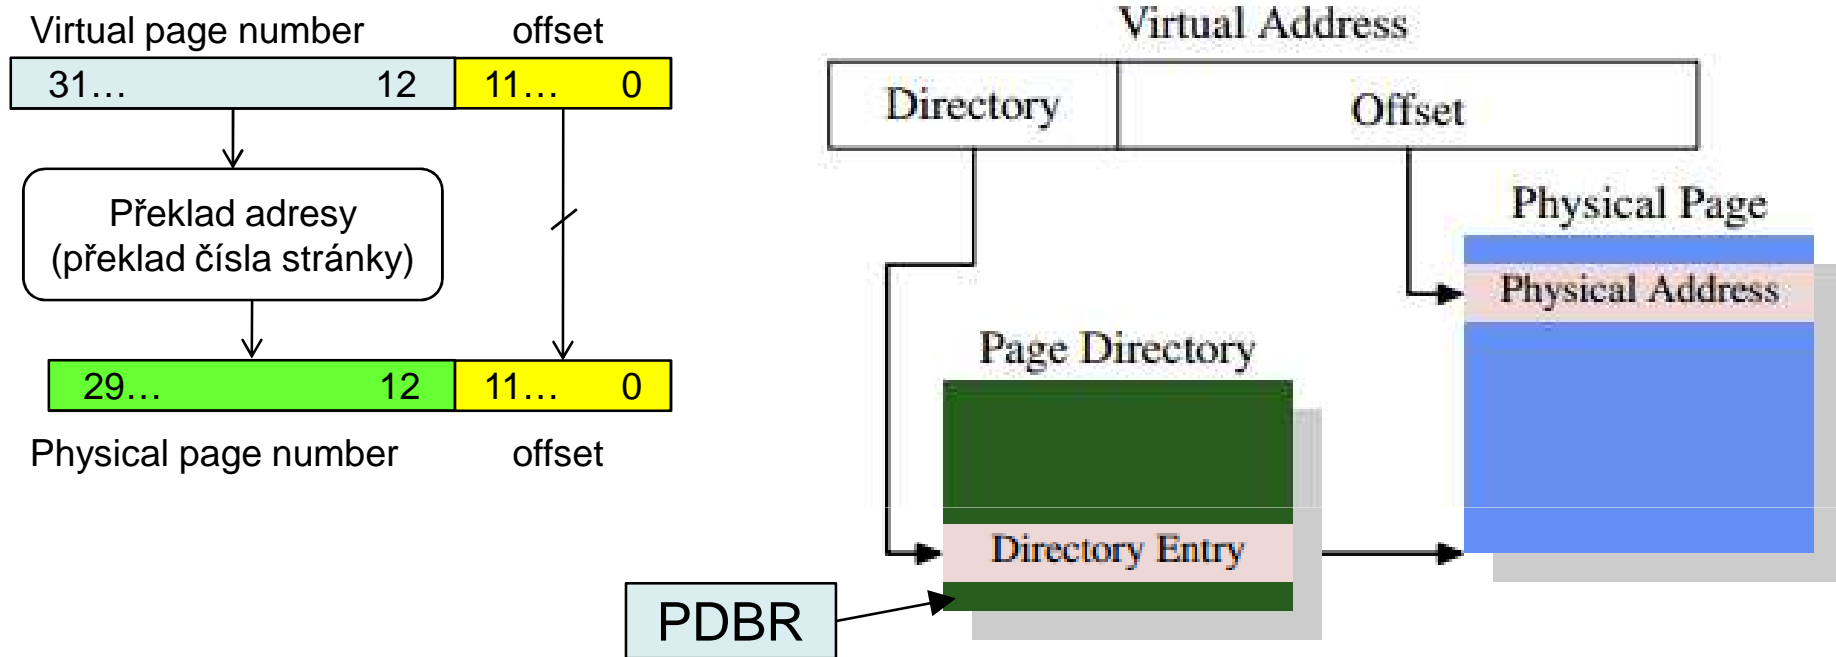 Virtual page number offset
31... 12 11... 0
Překlad adresy
(překlad čísla stránky)
29... 12 11... 0
Physical page number offset
Virtual Address
Directory Offset
Physical Page
Physical Address
Page Directory
Directory Entry
PDBR